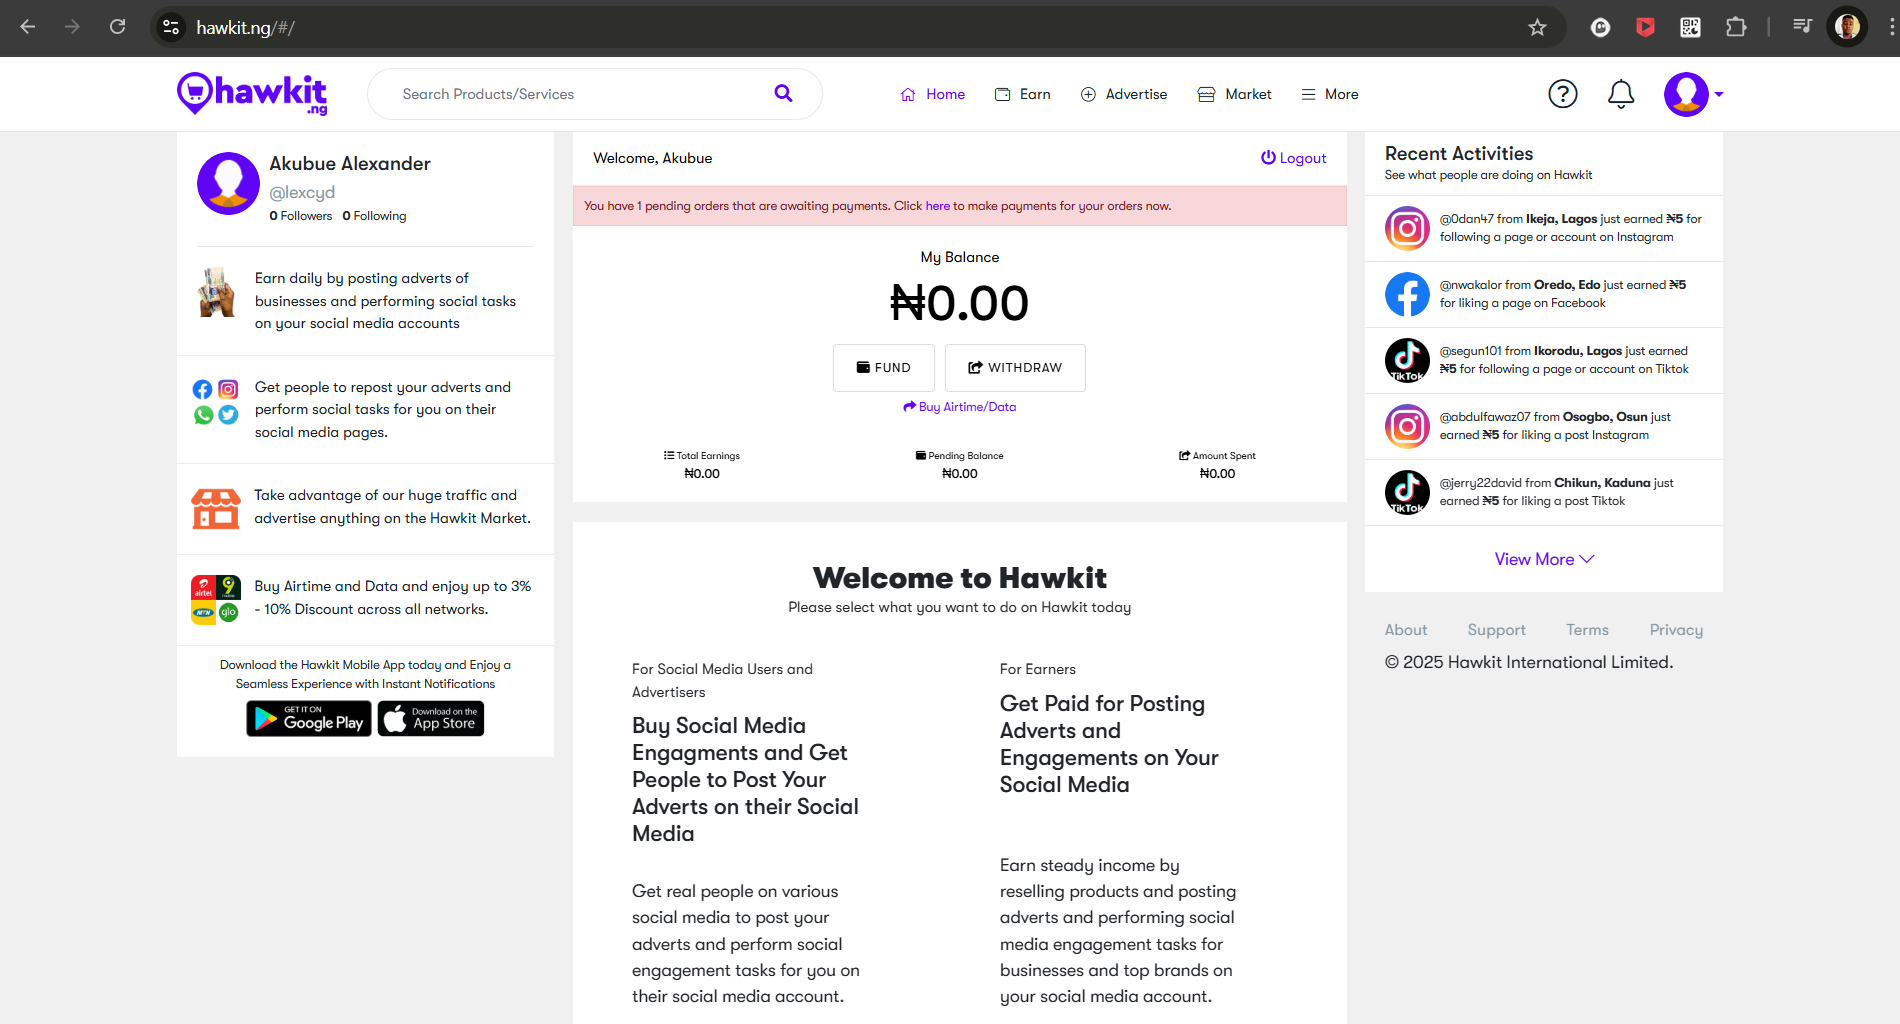 hawkit.ng/#/
hawkit
.ng
Search Products/Services
Home
Earn
Advertise
Market
More
Akubue Alexander
@lexcyd
0 Followers 0 Following
Earn daily by posting adverts of
businesses and performing social tasks
on your social media accounts
Get people to repost your adverts and
perform social tasks for you on their
social media pages.
Take advantage of our huge traffic and
advertise anything on the Hawkit Market.
airtel
9
MTN
glo
Buy Airtime and Data and enjoy up to 3%
- 10% Discount across all networks.
Download the Hawkit Mobile App today and Enjoy a
Seamless Experience with Instant Notifications
GET IT ON
Google Play
Download on the
App Store
Welcome, Akubue
Logout
You have 1 pending orders that are awaiting payments. Click here to make payments for your orders now.
My Balance
₦0.00
FUND
WITHDRAW
Buy Airtime/Data
Total Earnings
₦0.00
Pending Balance
₦0.00
Amount Spent
₦0.00
Welcome to Hawkit
Please select what you want to do on Hawkit today
For Social Media Users and
Advertisers
Buy Social Media
Engagments and Get
People to Post Your
Adverts on their Social
Media
Get real people on various
social media to post your
adverts and perform social
engagement tasks for you on
their social media account.
For Earners
Get Paid for Posting
Adverts and
Engagements on Your
Social Media
Earn steady income by
reselling products and posting
adverts and performing social
media engagement tasks for
businesses and top brands on
your social media account.
Recent Activities
See what people are doing on Hawkit
@0dan47 from Ikeja, Lagos just earned ₦5 for
following a page or account on Instagram
@nwakalor from Oredo, Edo just earned ₦5
for liking a page on Facebook
TikTok
@segun101 from Ikorodu, Lagos just earned
₦5 for following a page or account on Tiktok
@abdulfawaz07 from Osogbo, Osun just
earned ₦5 for liking a post Instagram
TikTok
@jerry22david from Chikun, Kaduna just
earned ₦5 for liking a post Tiktok
View More
About
Support
Terms
Privacy
© 2025 Hawkit International Limited.